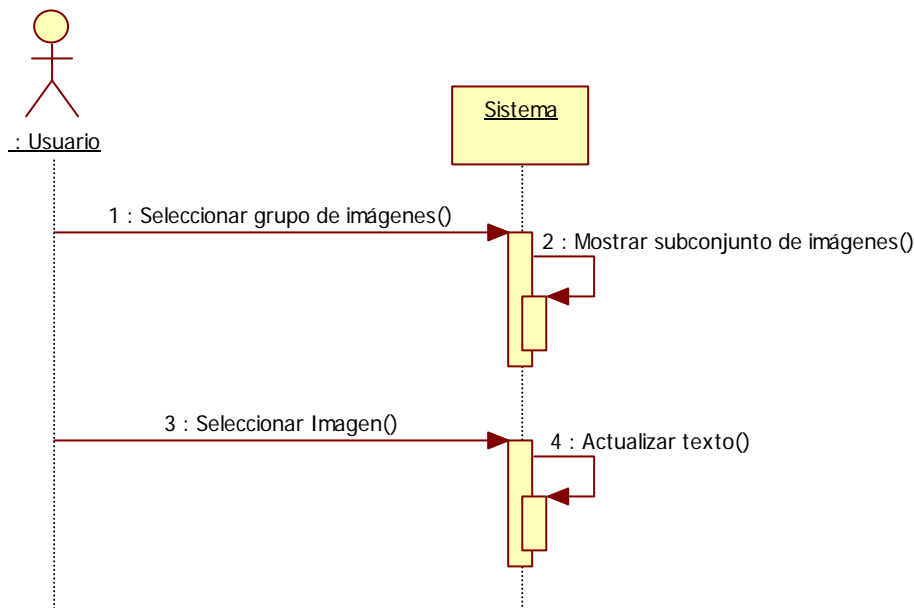 Sistema
: Usuario
1 : Seleccionar grupo de imágenes()
2 : Mostrar subconjunto de imágenes()
3 : Seleccionar Imagen()
4 : Actualizar texto()